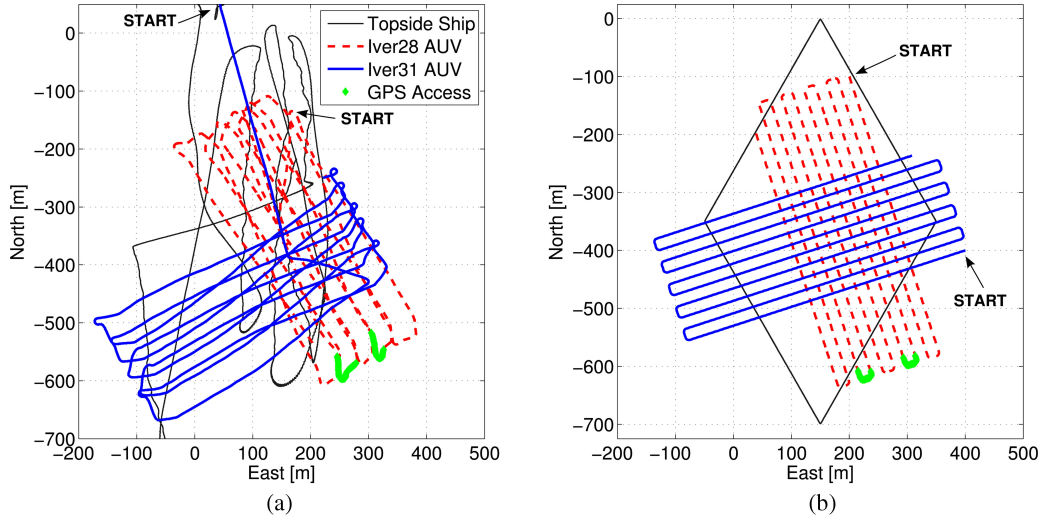 START
Topside Ship
Iver28 AUV
Iver31 AUV
GPS Access
START
0
−100
−200
−300
−400
−500
−600
−700
North [m]
−200
−100
0
100
200
300
400
500
East [m]
(a)
START
START
0
−100
−200
−300
−400
−500
−600
−700
North [m]
−200
−100
0
100
200
300
400
500
East [m]
(b)